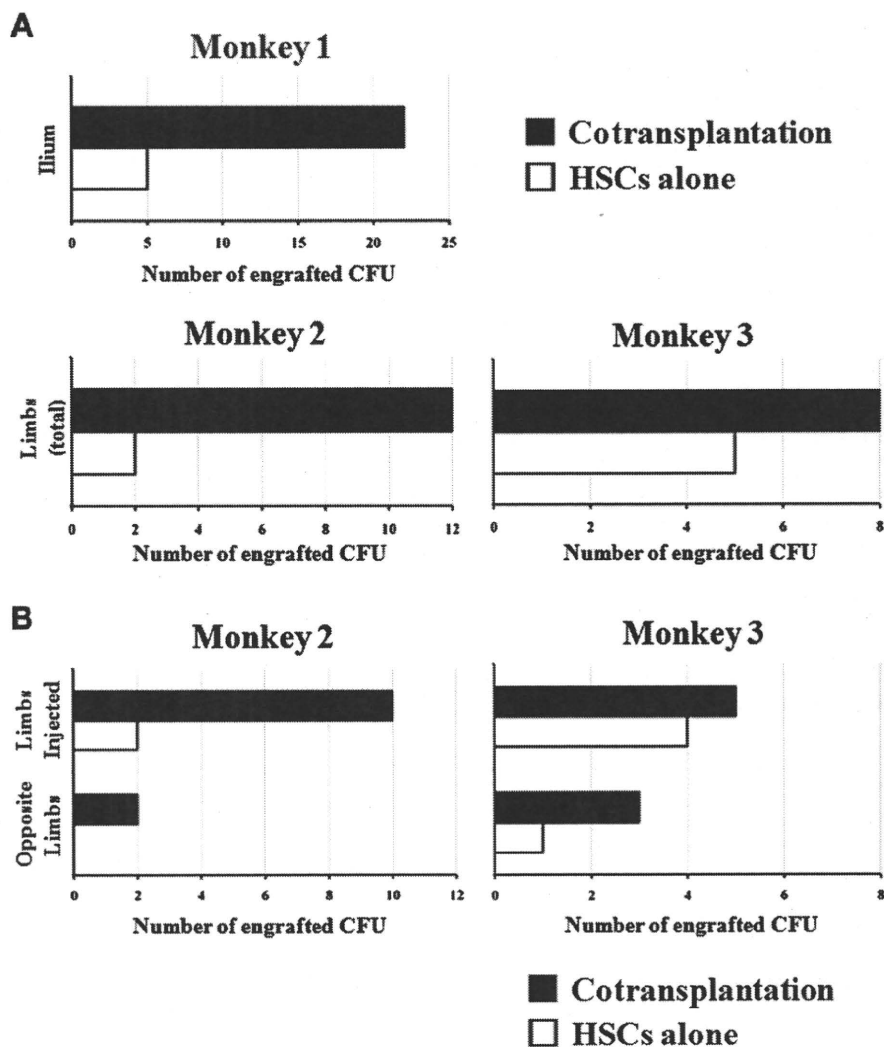 A
Monkey 1
Ilium
0 5 10 15 20 25
Number of engrafted CFU
Cotransplantation
HSCs alone
Monkey 2
Limbs
(total)
0 2 4 6 8 10 12
Number of engrafted CFU
Monkey 3
0 2 4 6 8
Number of engrafted CFU
B
Monkey 2
Limbs
Injected
Opposite
Limbs
0 2 4 6 8 10 12
Number of engrafted CFU
Monkey 3
0 2 4 6 8
Number of engrafted CFU
Cotransplantation
HSCs alone